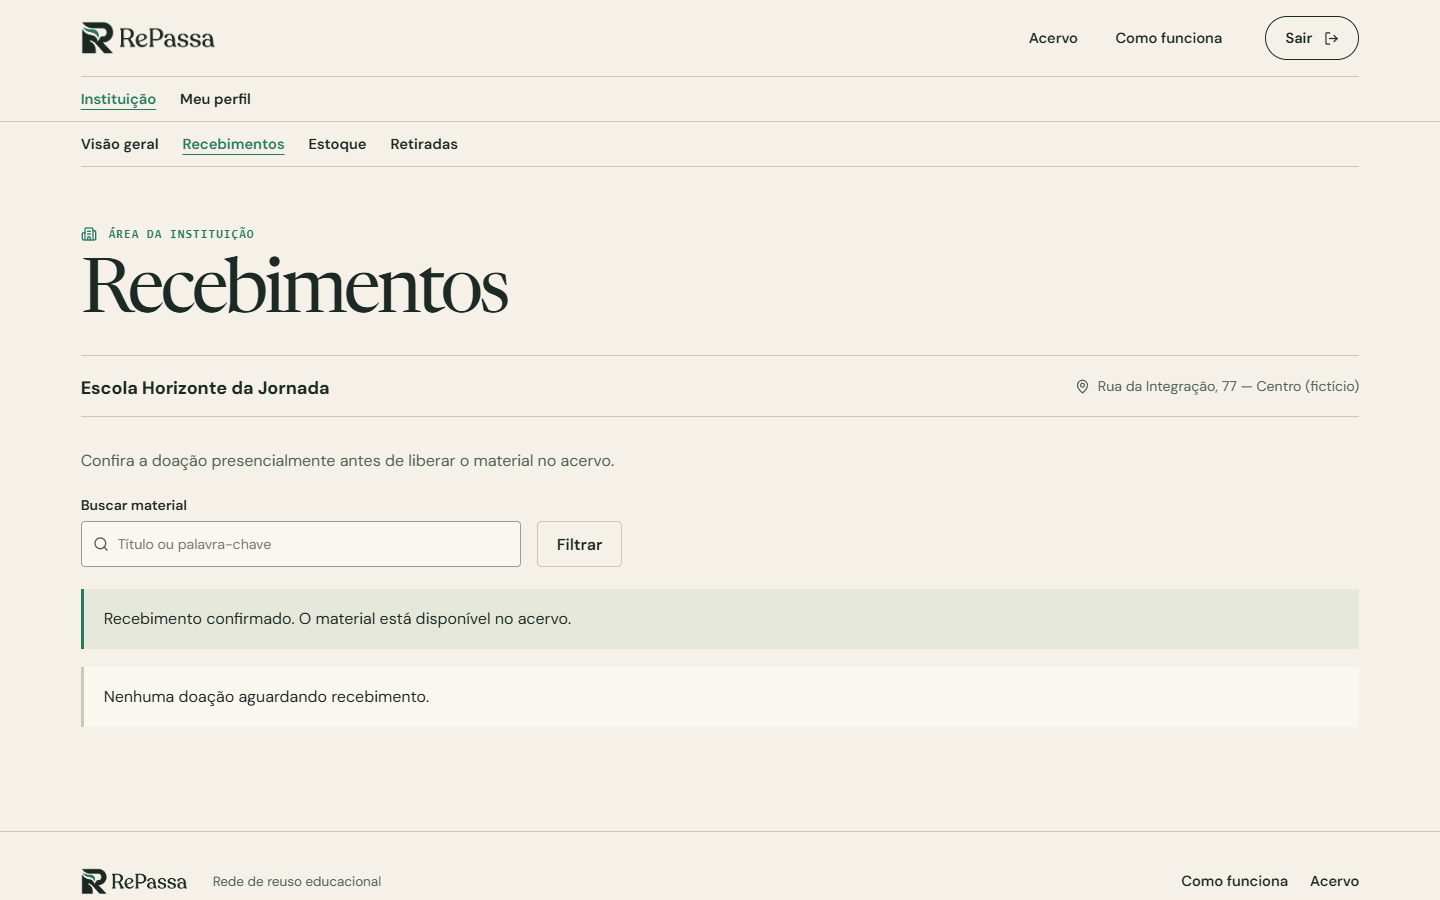 RePassa
Acervo
Como funciona
Sair
Instituição
Meu perfil
Visão geral
Recebimentos
Estoque
Retiradas
ÁREA DA INSTITUIÇÃO
Recebimentos
Escola Horizonte da Jornada
Rua da Integração, 77 — Centro (fictício)
Confira a doação presencialmente antes de liberar o material no acervo.
Buscar material
Título ou palavra-chave
Filtrar
Recebimento confirmado. O material está disponível no acervo.
Nenhuma doação aguardando recebimento.
RePassa
Rede de reuso educacional
Como funciona
Acervo